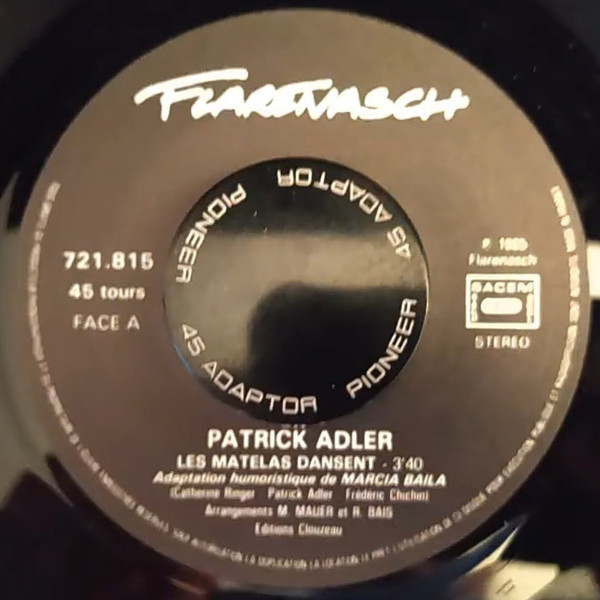 FLARENASCH
721.815
45 tours
FACE A
P. 1985
Flarenasch
SACEM
STEREO
45 ADAPTOR
PIONEER
45 ADAPTOR
PIONEER
PATRICK ADLER
LES MATELAS DANSENT - 3'40
Adaptation humoristique de MARCIA BAILA
(Catherine Ringer Patrick Adler Frédéric Chichin)
Arrangements M. MAUER et R. BAIS
Editions Clouzeau